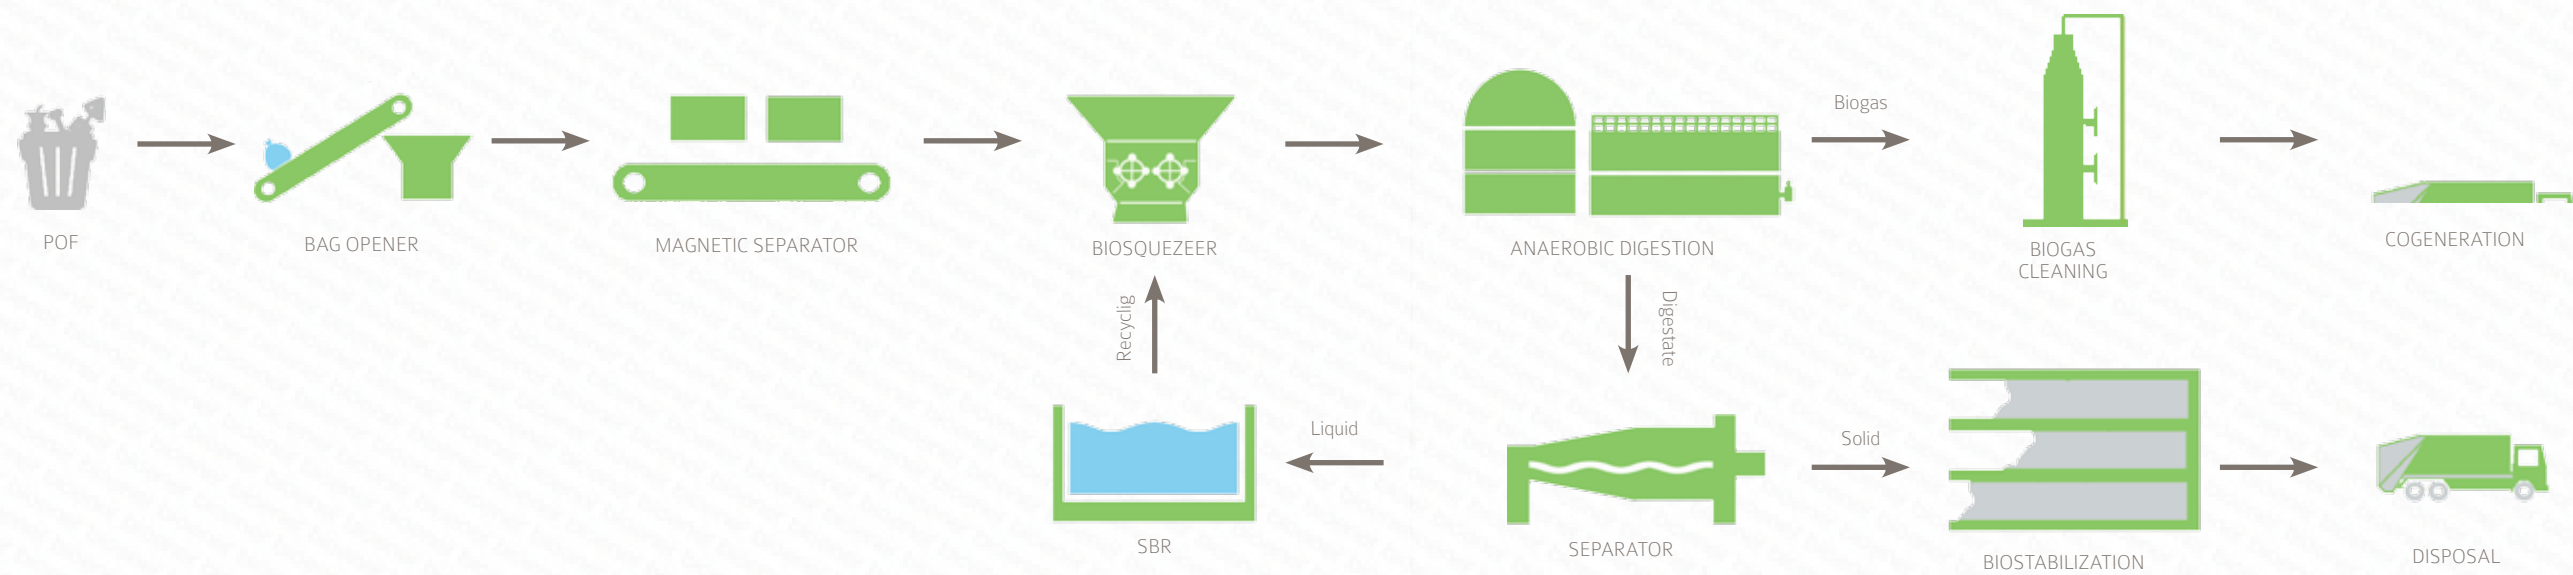 Biogas
POF
BAG OPENER
MAGNETIC SEPARATOR
BIOSQUEZEER
ANAEROBIC DIGESTION
BIOGAS
CLEANING
COGENERATION
Recyclig
Digestate
Liquid
Solid
SBR
SEPARATOR
BIOSTABILIZATION
DISPOSAL